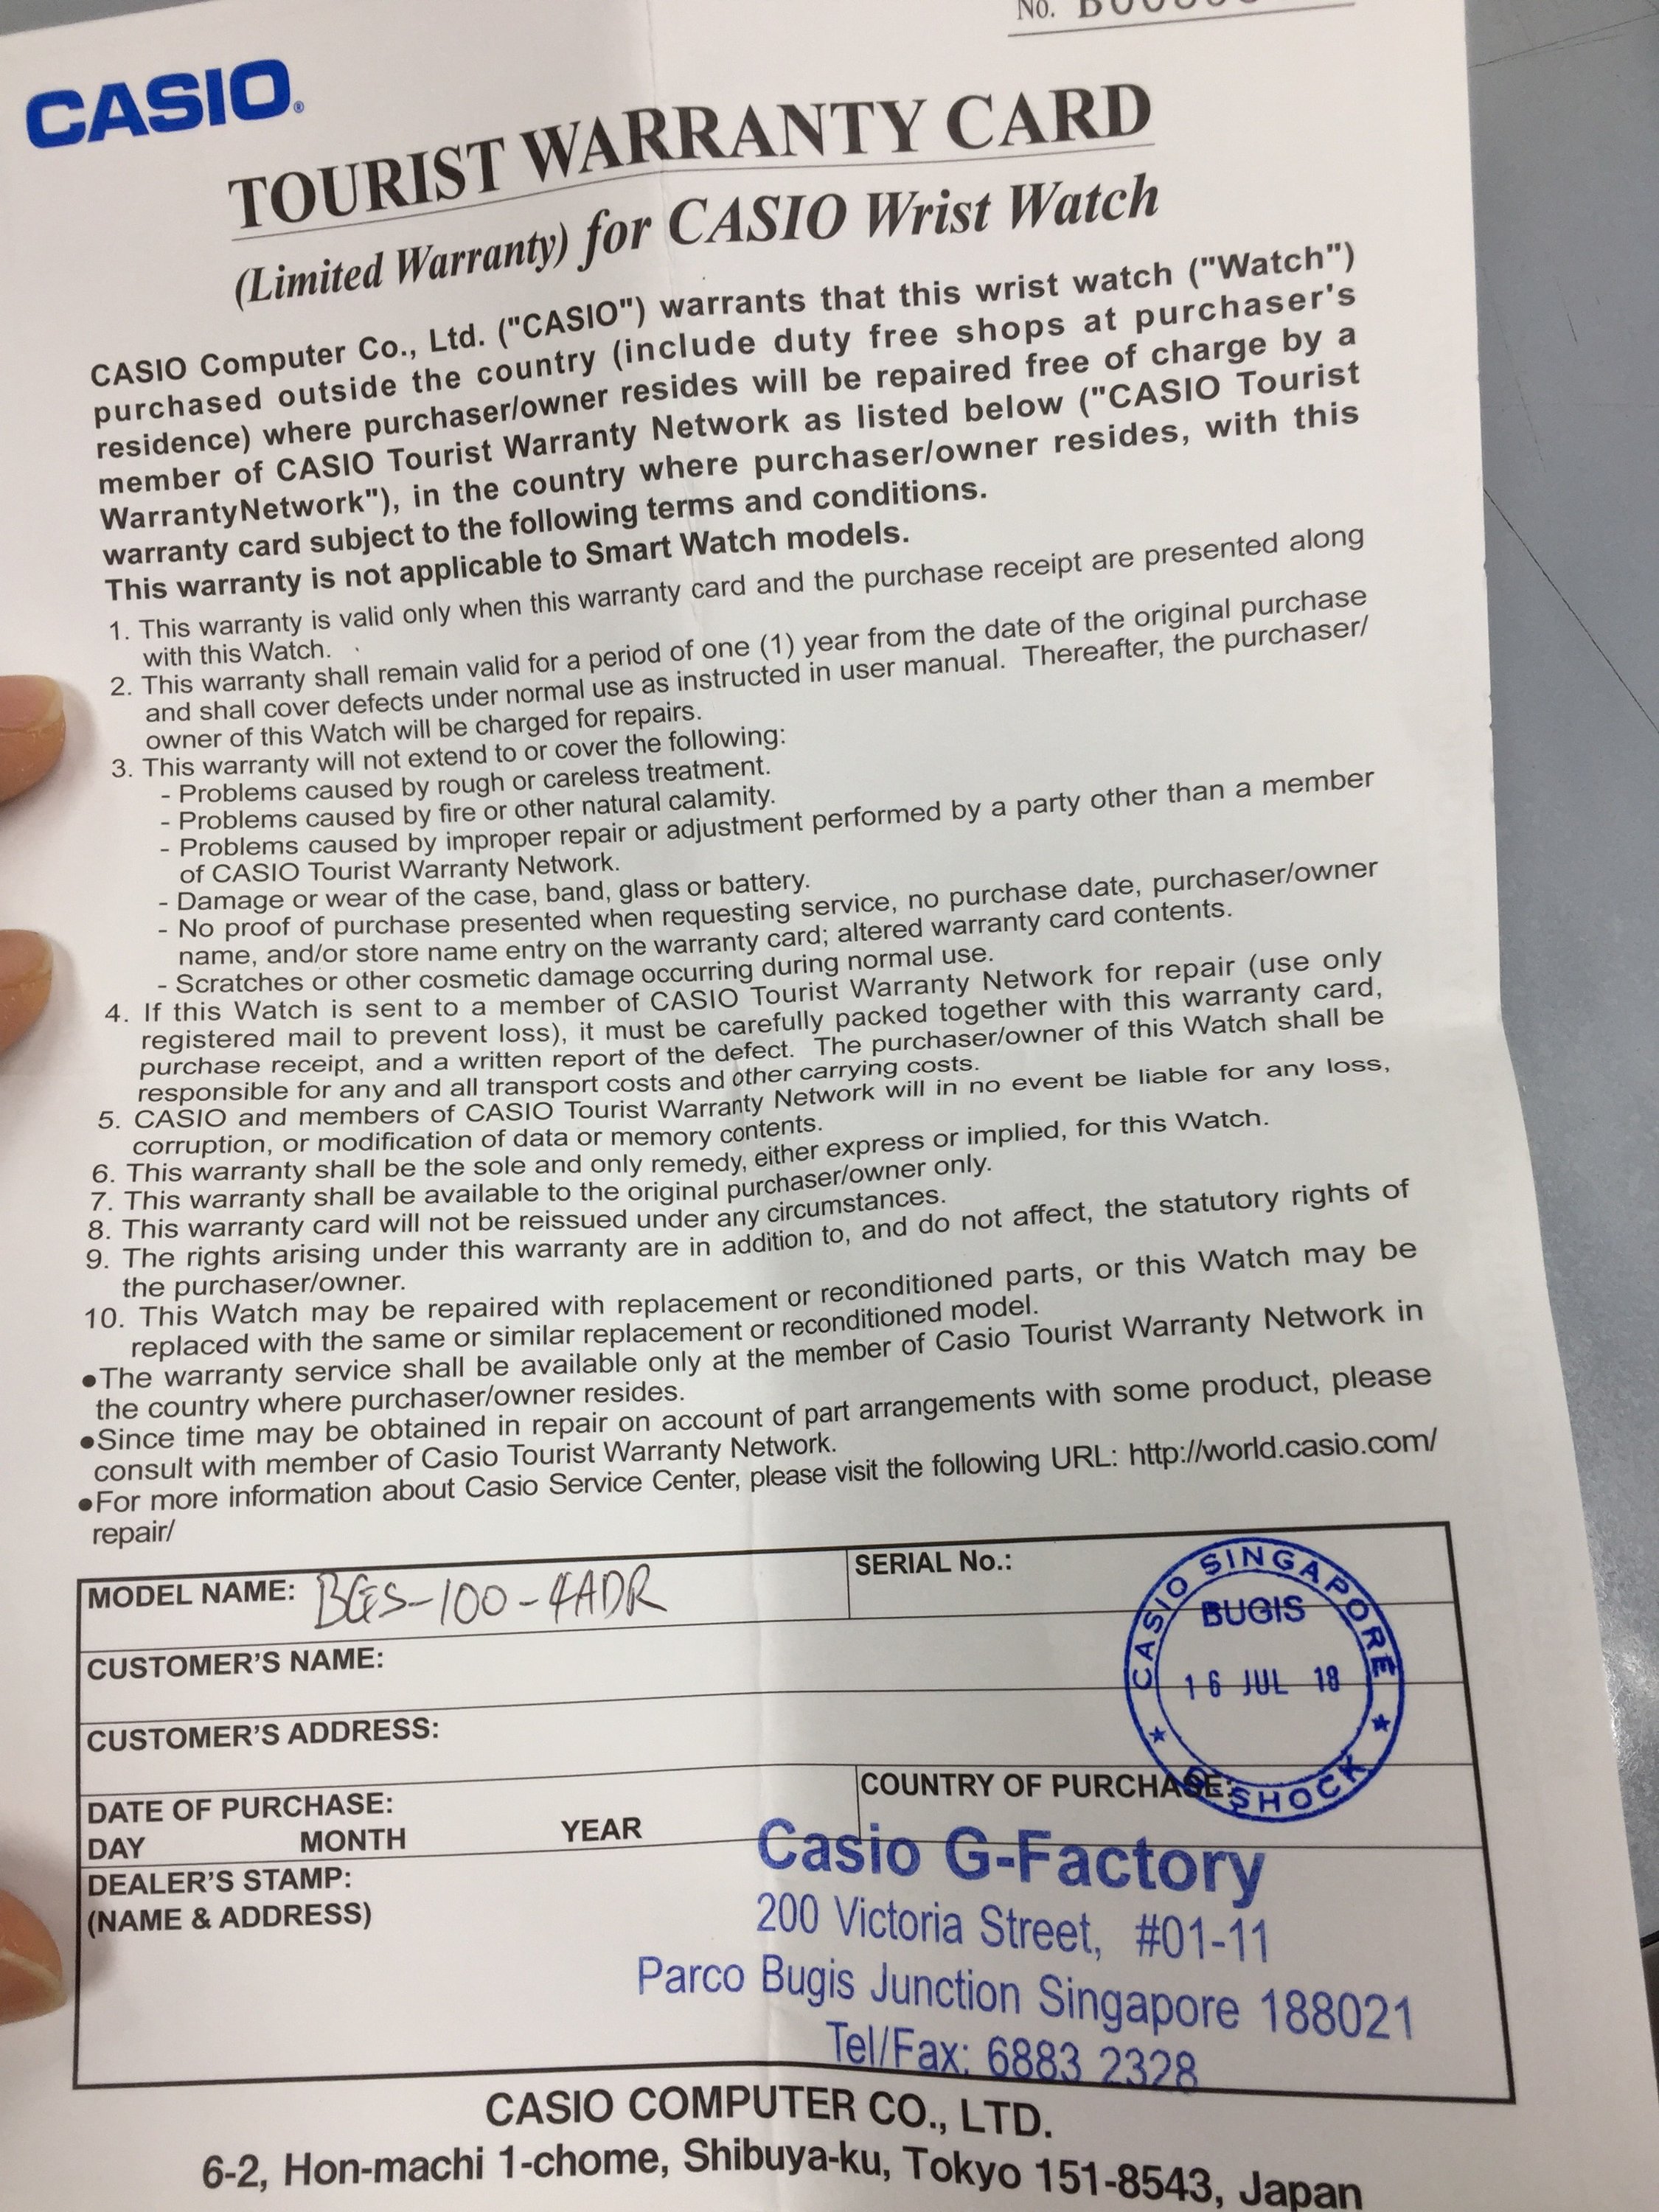 No.
CASIO®
TOURIST WARRANTY CARD
(Limited Warranty) for CASIO Wrist Watch
CASIO Computer Co., Ltd. ("CASIO") warrants that this wrist watch ("Watch")
purchased outside the country (include duty free shops at purchaser's
residence) where purchaser/owner resides will be repaired free of charge by a
member of CASIO Tourist Warranty Network as listed below ("CASIO Tourist
WarrantyNetwork"), in the country where purchaser/owner resides, with this
warranty card subject to the following terms and conditions.
This warranty is not applicable to Smart Watch models.
1. This warranty is valid only when this warranty card and the purchase receipt are presented along
with this Watch.
2. This warranty shall remain valid for a period of one (1) year from the date of the original purchase
and shall cover defects under normal use as instructed in user manual. Thereafter, the purchaser/
owner of this Watch will be charged for repairs.
3. This warranty will not extend to or cover the following:
- Problems caused by rough or careless treatment.
- Problems caused by fire or other natural calamity.
- Problems caused by improper repair or adjustment performed by a party other than a member
of CASIO Tourist Warranty Network.
- Damage or wear of the case, band, glass or battery.
- No proof of purchase presented when requesting service, no purchase date, purchaser/owner
name, and/or store name entry on the warranty card; altered warranty card contents.
- Scratches or other cosmetic damage occurring during normal use.
4. If this Watch is sent to a member of CASIO Tourist Warranty Network for repair (use only
registered mail to prevent loss), it must be carefully packed together with this warranty card,
purchase receipt, and a written report of the defect. The purchaser/owner of this Watch shall be
responsible for any and all transport costs and other carrying costs.
5. CASIO and members of CASIO Tourist Warranty Network will in no event be liable for any loss,
corruption, or modification of data or memory contents.
6. This warranty shall be the sole and only remedy, either express or implied, for this Watch.
7. This warranty shall be available to the original purchaser/owner only.
8. This warranty card will not be reissued under any circumstances.
9. The rights arising under this warranty are in addition to, and do not affect, the statutory rights of
the purchaser/owner.
10. This Watch may be repaired with replacement or reconditioned parts, or this Watch may be
replaced with the same or similar replacement or reconditioned model.
●The warranty service shall be available only at the member of Casio Tourist Warranty Network in
the country where purchaser/owner resides.
●Since time may be obtained in repair on account of part arrangements with some product, please
consult with member of Casio Tourist Warranty Network.
●For more information about Casio Service Center, please visit the following URL: http://world.casio.com/
repair/
MODEL NAME: BGS-100-4ADR
SERIAL No.:
CASIO SINGAPORE
BUGIS
16 JUL 18
★ G SHOCK ★
CUSTOMER'S NAME:
CUSTOMER'S ADDRESS:
DATE OF PURCHASE:
DAY MONTH YEAR
COUNTRY OF PURCHASE:
DEALER'S STAMP:
(NAME & ADDRESS)
Casio G-Factory
200 Victoria Street, #01-11
Parco Bugis Junction Singapore 188021
Tel/Fax: 6883 2328
CASIO COMPUTER CO., LTD.
6-2, Hon-machi 1-chome, Shibuya-ku, Tokyo 151-8543, Japan